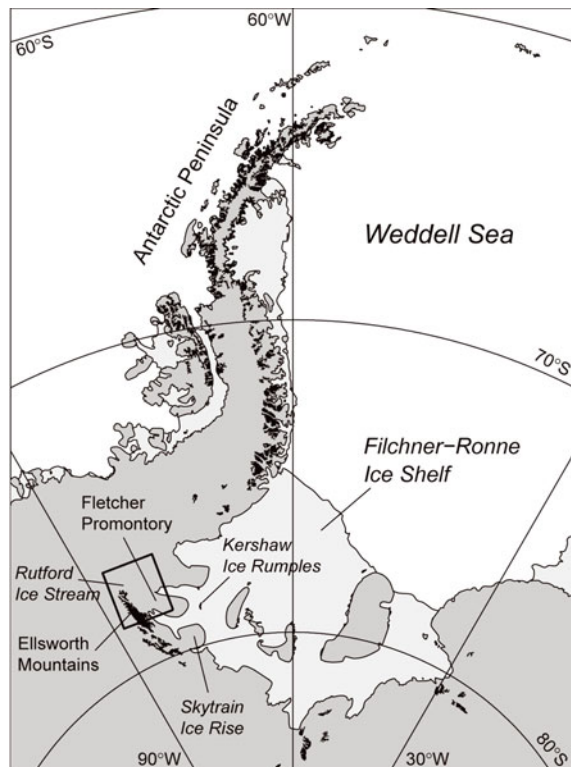 60°W
60°S
Antarctic Peninsula
Weddell Sea
70°S
Filchner–Ronne
Ice Shelf
Fletcher
Promontory
Kershaw
Ice Rumples
Rutford
Ice Stream
Ellsworth
Mountains
Skytrain
Ice Rise
90°W
30°W
80°S